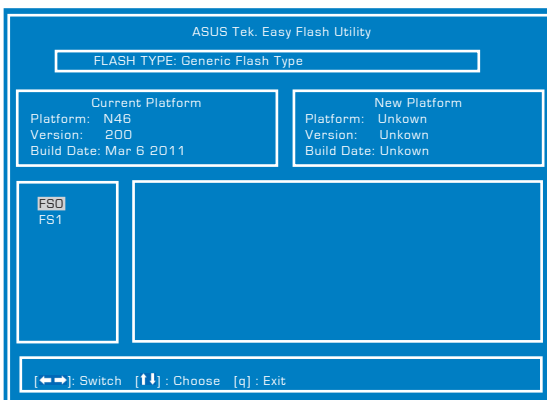 ASUS Tek. Easy Flash Utility
FLASH TYPE: Generic Flash Type
Current Platform
Platform: N46
Version: 200
Build Date: Mar 6 2011
New Platform
Platform: Unkown
Version: Unkown
Build Date: Unkown
FS0
FS1
[⬅➡]: Switch [⬆⬇] : Choose [q] : Exit